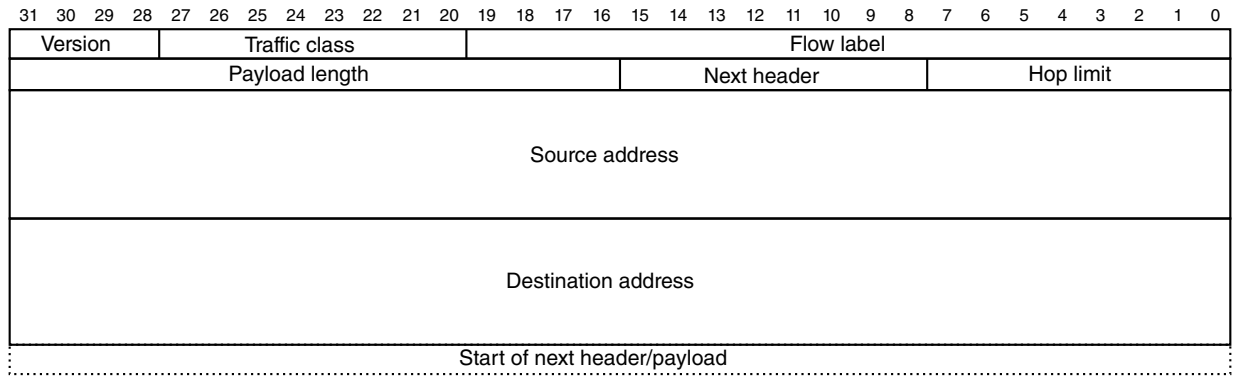 31 30 29 28 27 26 25 24 23 22 21 20 19 18 17 16 15 14 13 12 11 10 9 8 7 6 5 4 3 2 1 0
Version Traffic class Flow label
Payload length Next header Hop limit
Source address
Destination address
Start of next header/payload